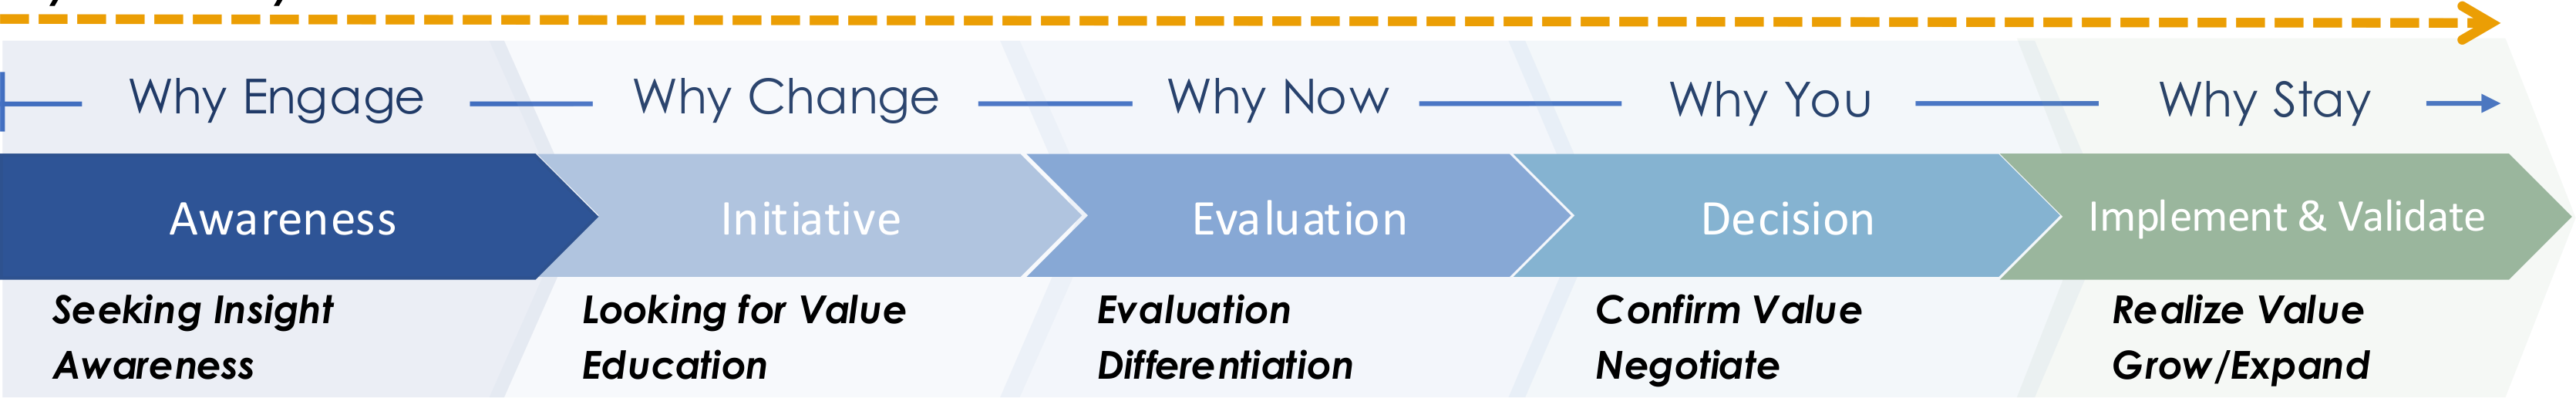 Why Engage
Why Change
Why Now
Why You
Why Stay
Awareness
Initiative
Evaluation
Decision
Implement & Validate
Seeking Insight
Awareness
Looking for Value
Education
Evaluation
Differentiation
Confirm Value
Negotiate
Realize Value
Grow/Expand